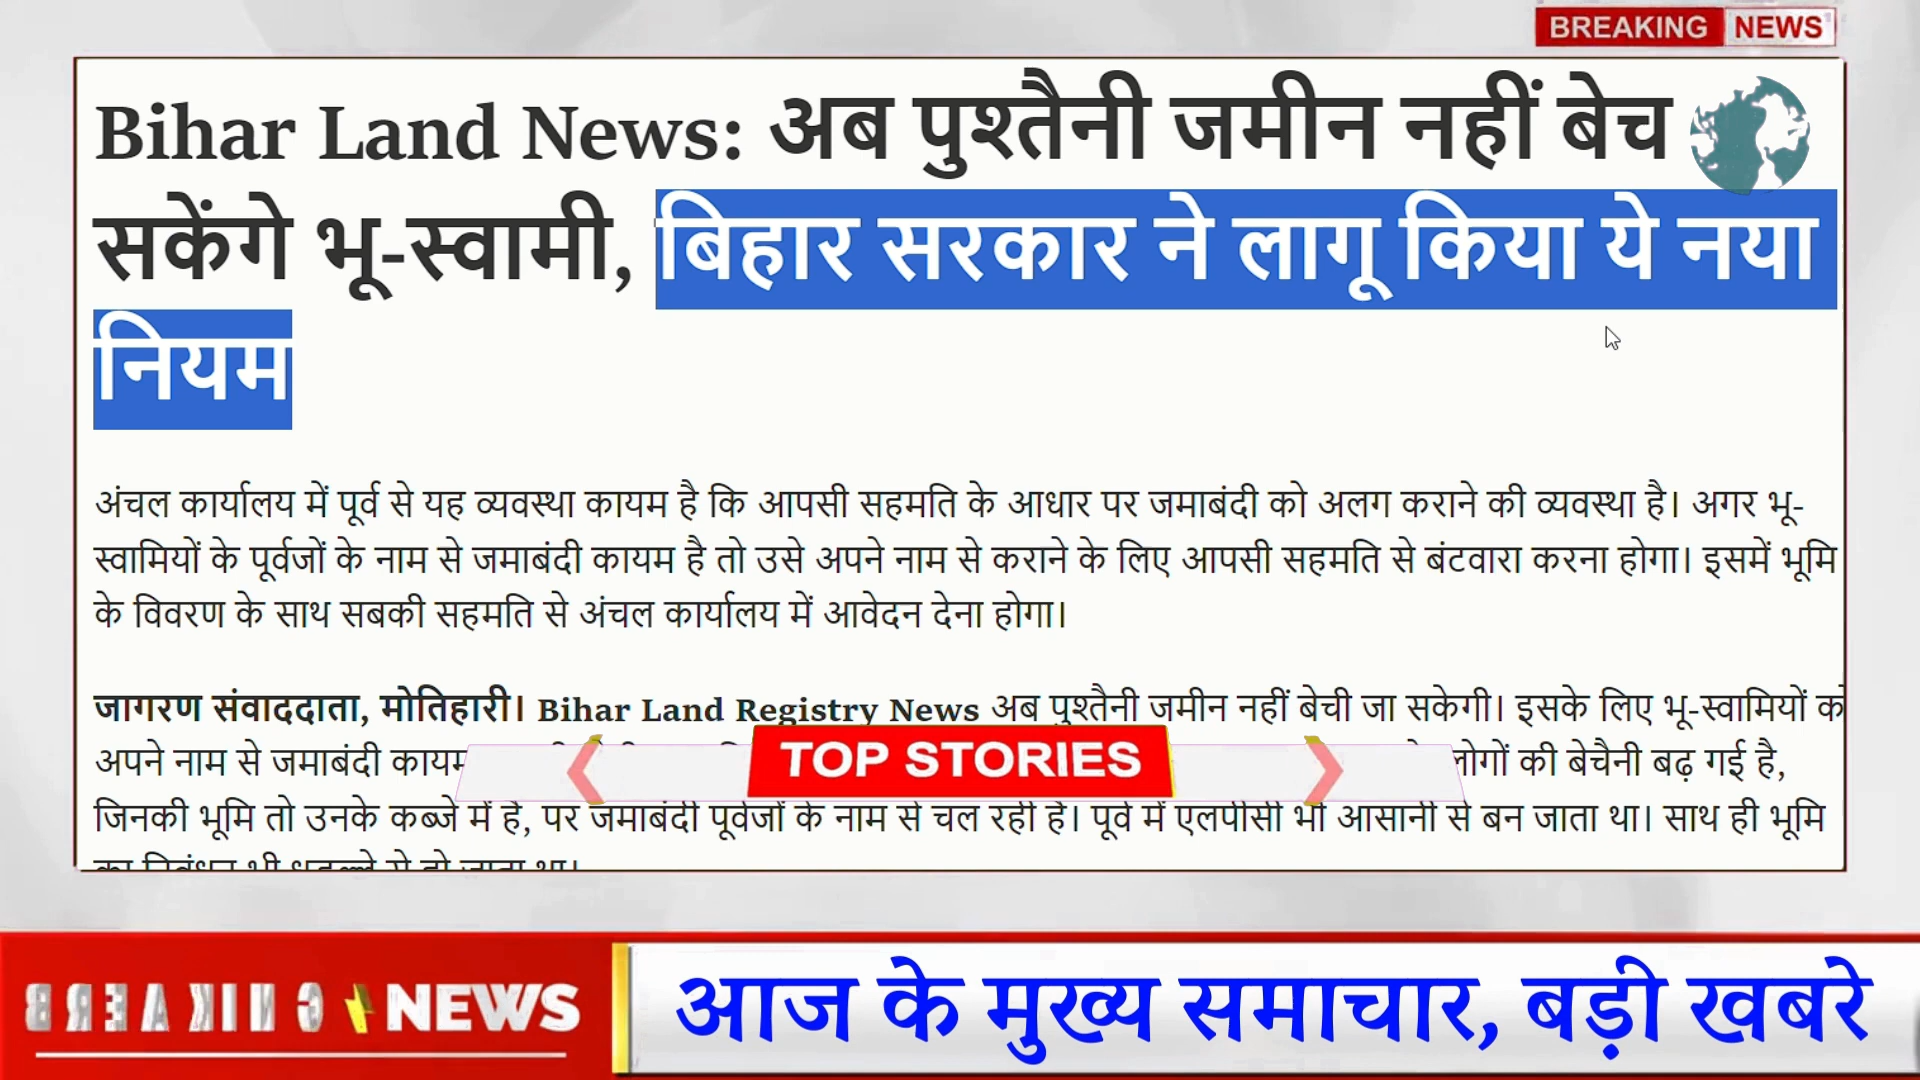 BREAKING NEWS
Bihar Land News: अब पुश्तैनी जमीन नहीं बेच
सकेंगे भू-स्वामी, बिहार सरकार ने लागू किया ये नया
नियम
अंचल कार्यालय में पूर्व से यह व्यवस्था कायम है कि आपसी सहमति के आधार पर जमाबंदी को अलग कराने की व्यवस्था है। अगर भू-
स्वामियों के पूर्वजों के नाम से जमाबंदी कायम है तो उसे अपने नाम से कराने के लिए आपसी सहमति से बंटवारा करना होगा। इसमें भूमि
के विवरण के साथ सबकी सहमति से अंचल कार्यालय में आवेदन देना होगा।
जागरण संवाददाता, मोतिहारी। Bihar Land Registry News अब पुश्तैनी जमीन नहीं बेची जा सकेगी। इसके लिए भू-स्वामियों को
अपने नाम से जमाबंदी कायम लोगों की बेचैनी बढ़ गई है,
TOP STORIES
जिनकी भूमि तो उनके कब्जे में है, पर जमाबंदी पूर्वजों के नाम से चल रही है। पूर्व में एलपीसी भी आसानी से बन जाता था। साथ ही भूमि
NEWS
आज के मुख्य समाचार, बड़ी खबरे